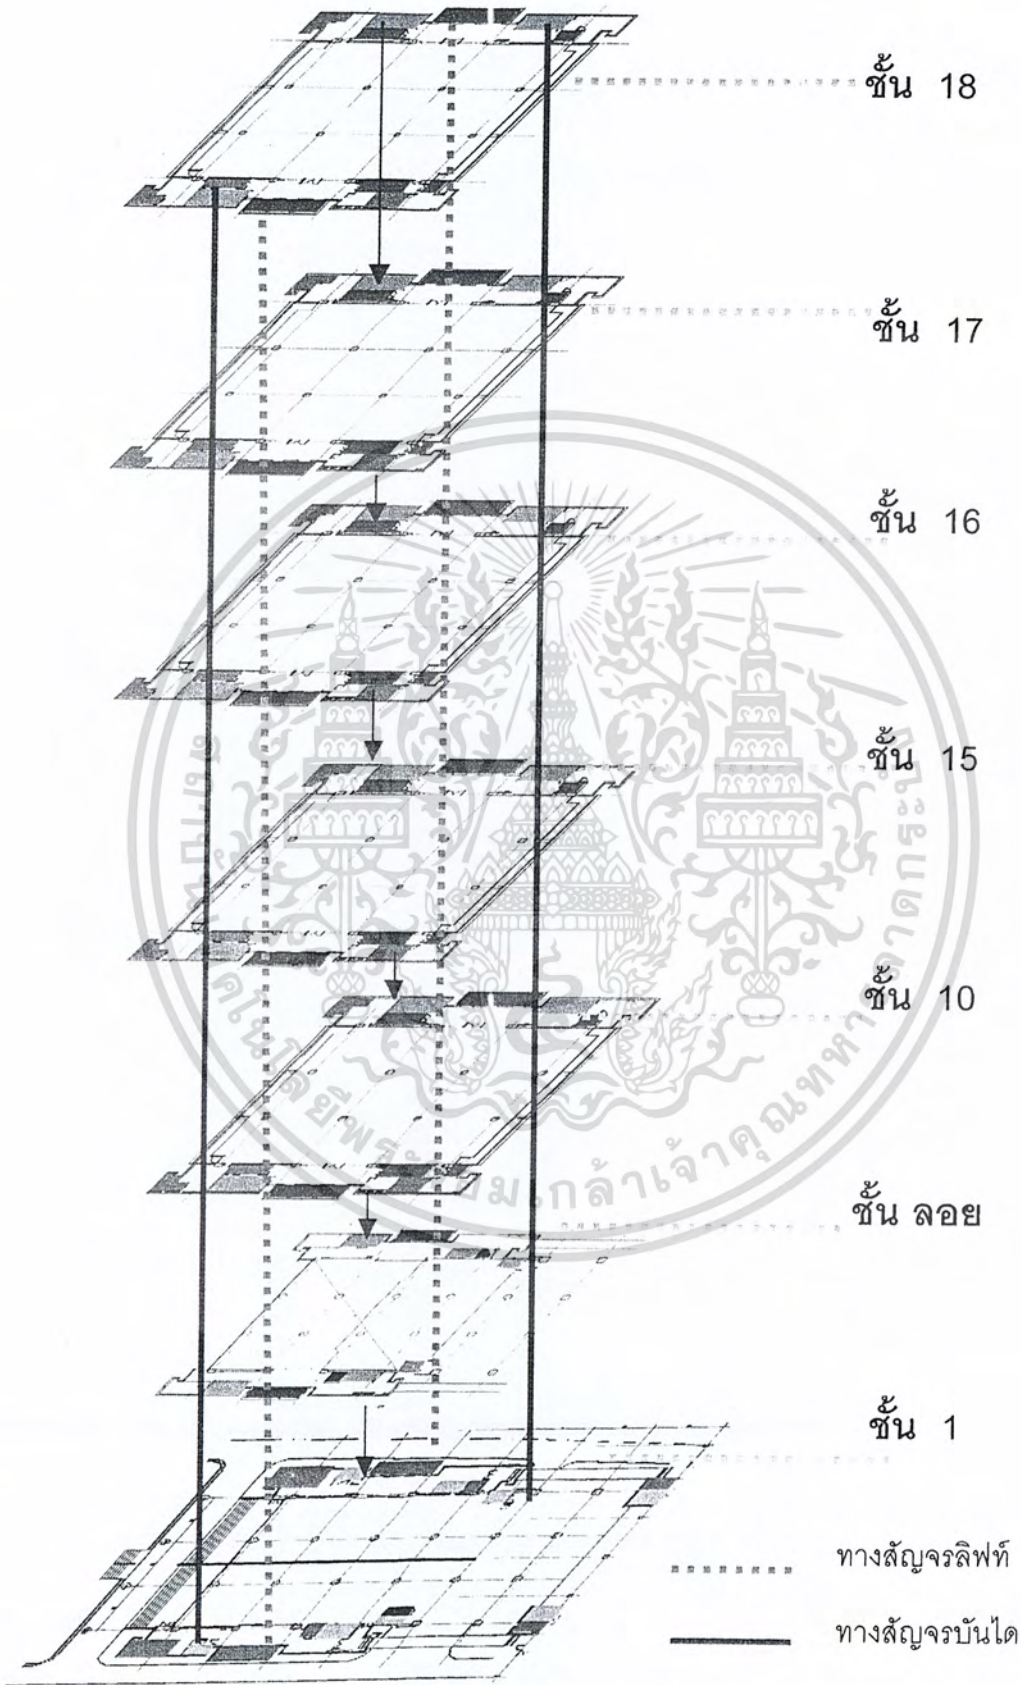 ชั้น 18
ชั้น 17
ชั้น 16
ชั้น 15
ชั้น 10
ชั้น ลอย
ชั้น 1
ทางสัญจรลิฟท์
ทางสัญจรบันได